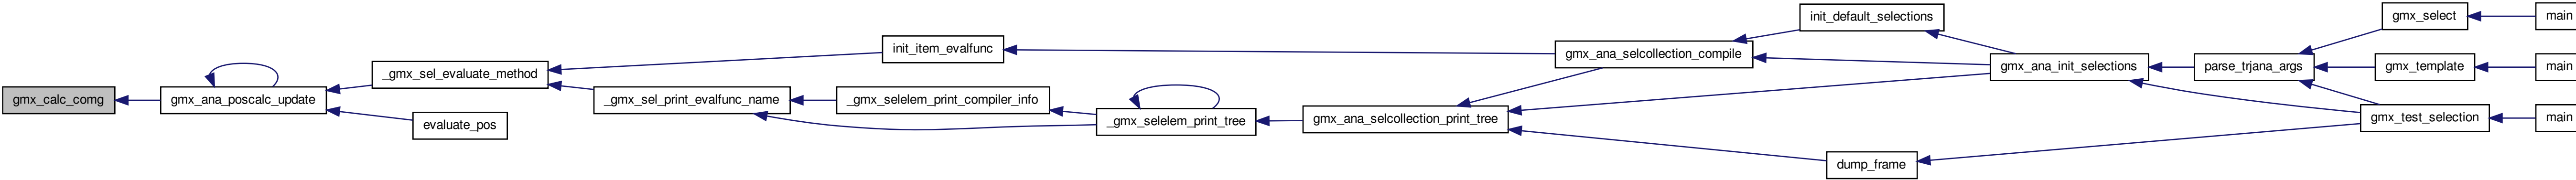 gmx_calc_comg
gmx_ana_poscalc_update
_gmx_sel_evaluate_method
evaluate_pos
init_item_evalfunc
_gmx_sel_print_evalfunc_name
_gmx_selelem_print_compiler_info
_gmx_selelem_print_tree
gmx_ana_selcollection_print_tree
gmx_ana_selcollection_compile
init_default_selections
dump_frame
gmx_ana_init_selections
parse_trjana_args
gmx_select
gmx_template
gmx_test_selection
main
main
main